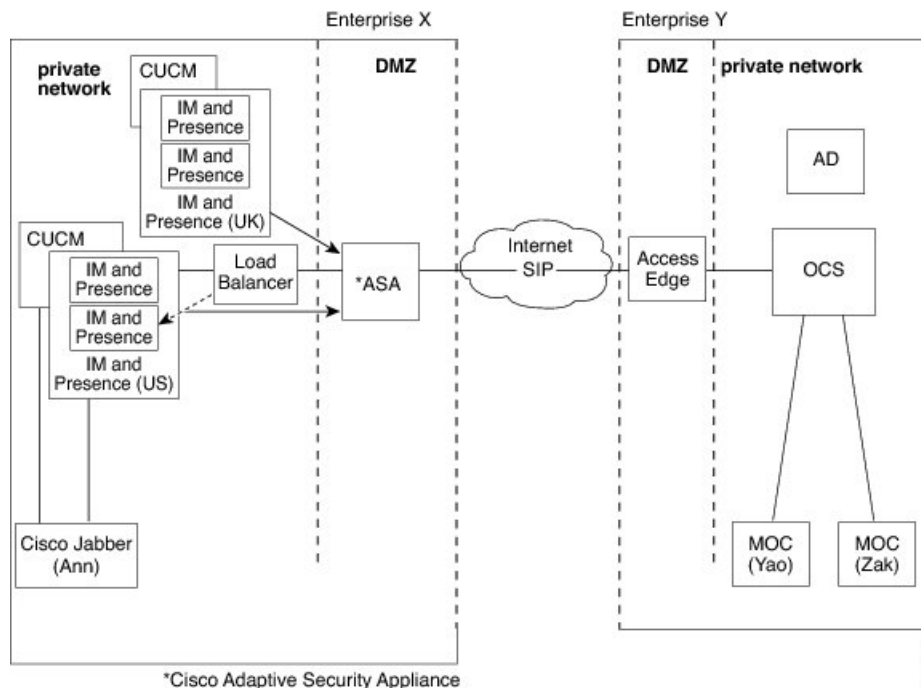 Enterprise X
Enterprise Y
private
network
CUCM
DMZ
DMZ
private network
IM and
Presence
IM and
Presence
IM and
Presence (UK)
AD
CUCM
IM and
Presence
IM and
Presence
IM and
Presence (US)
Load
Balancer
*ASA
Internet
SIP
Access
Edge
OCS
Cisco Jabber
(Ann)
MOC
(Yao)
MOC
(Zak)
*Cisco Adaptive Security Appliance